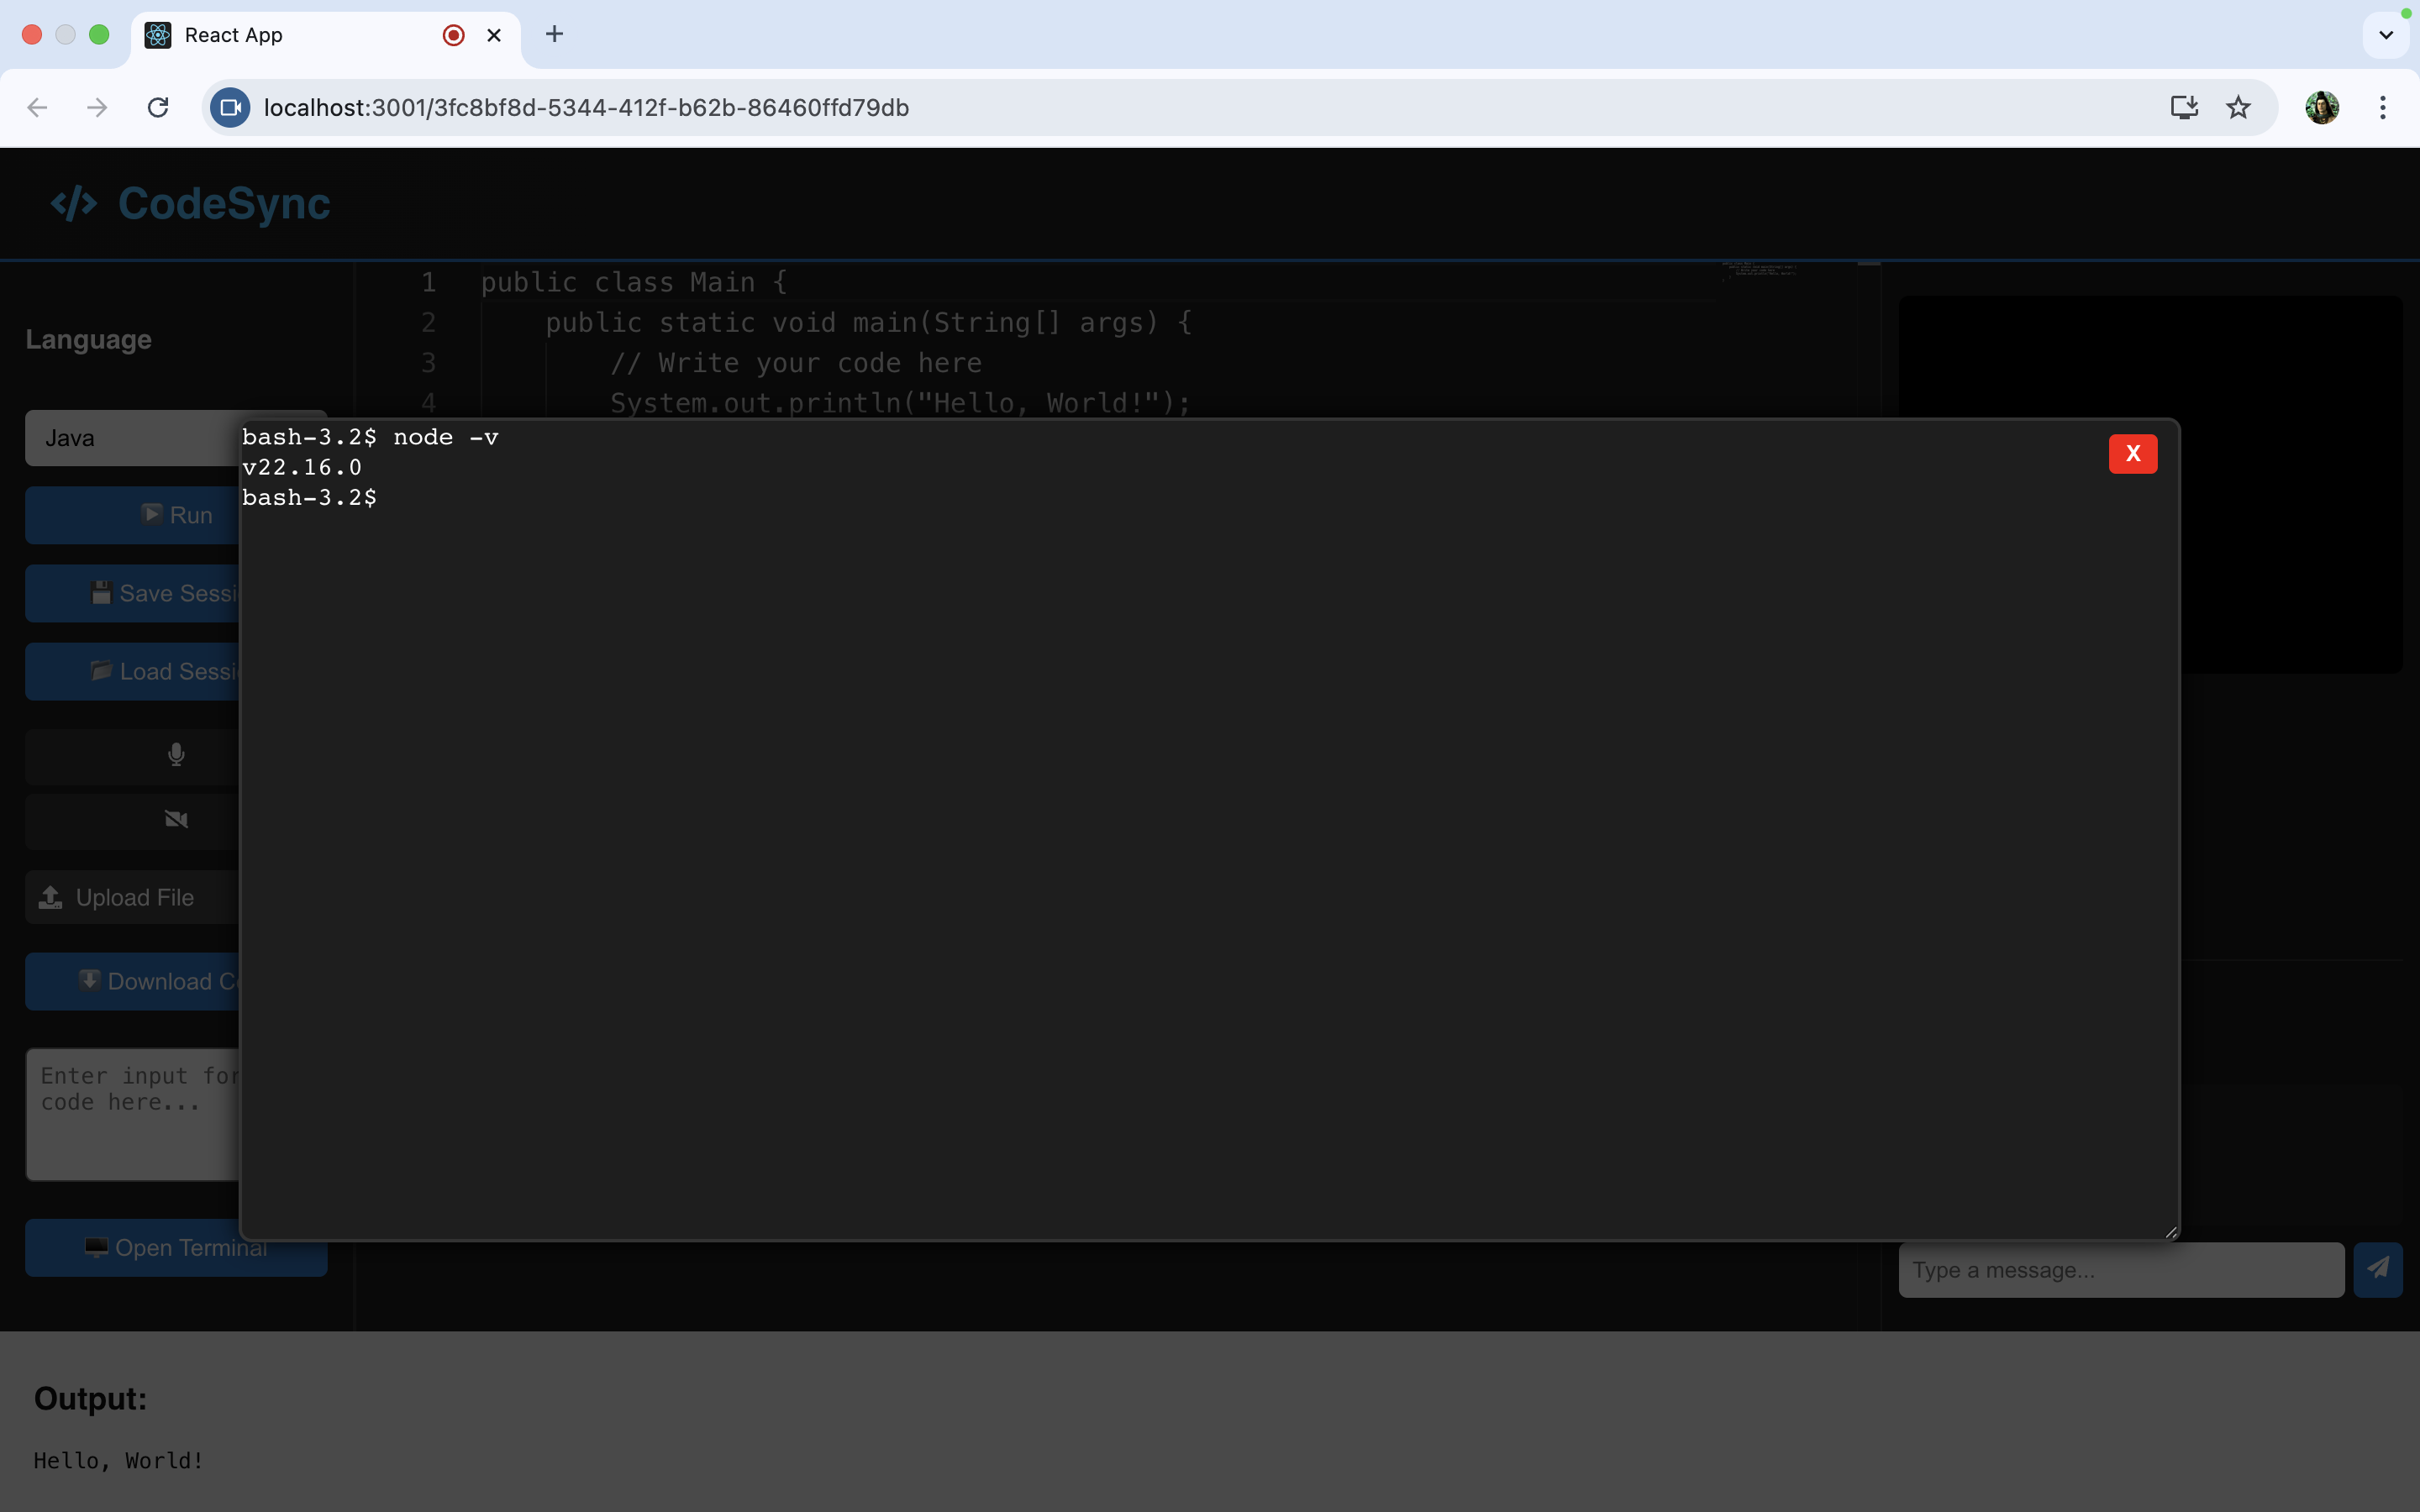 React App
localhost:3001/3fc8bf8d-5344-412f-b62b-86460ffd79db
</> CodeSync
Language
Java
Run
Save Sessi
Load Sessi
Upload File
Download C
Enter input for
code here...
Open Terminal
1 public class Main {
2 public static void main(String[] args) {
3 // Write your code here
4 System.out.println("Hello, World!");
bash-3.2$ node -v
v22.16.0
bash-3.2$
X
Type a message...
Output:
Hello, World!